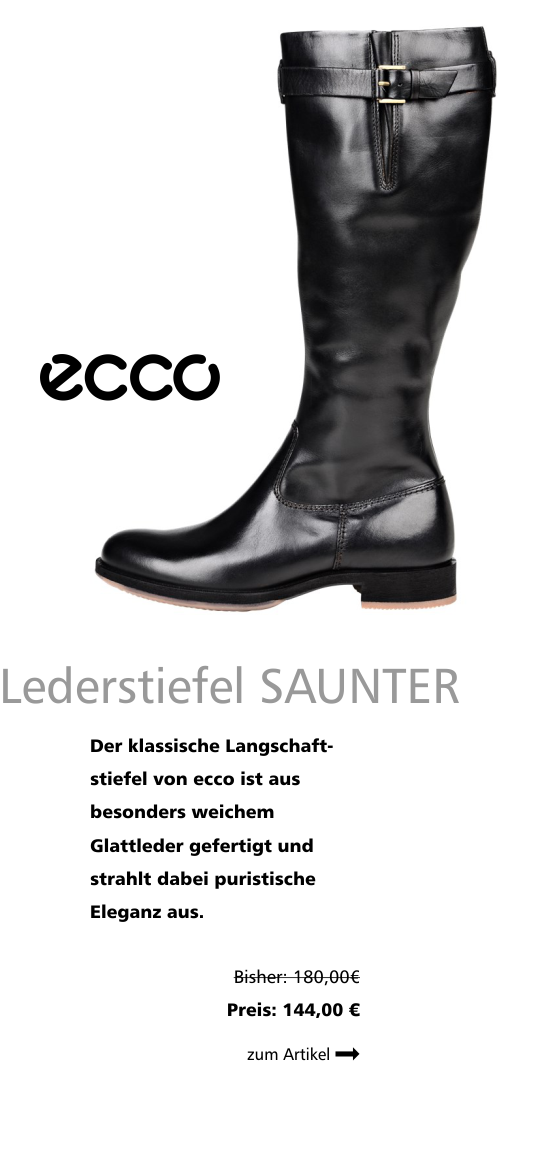 ecco
Lederstiefel SAUNTER
Der klassische Langschaft-
stiefel von ecco ist aus
besonders weichem
Glattleder gefertigt und
strahlt dabei puristische
Eleganz aus.
Bisher: 180,00€
Preis: 144,00 €
zum Artikel